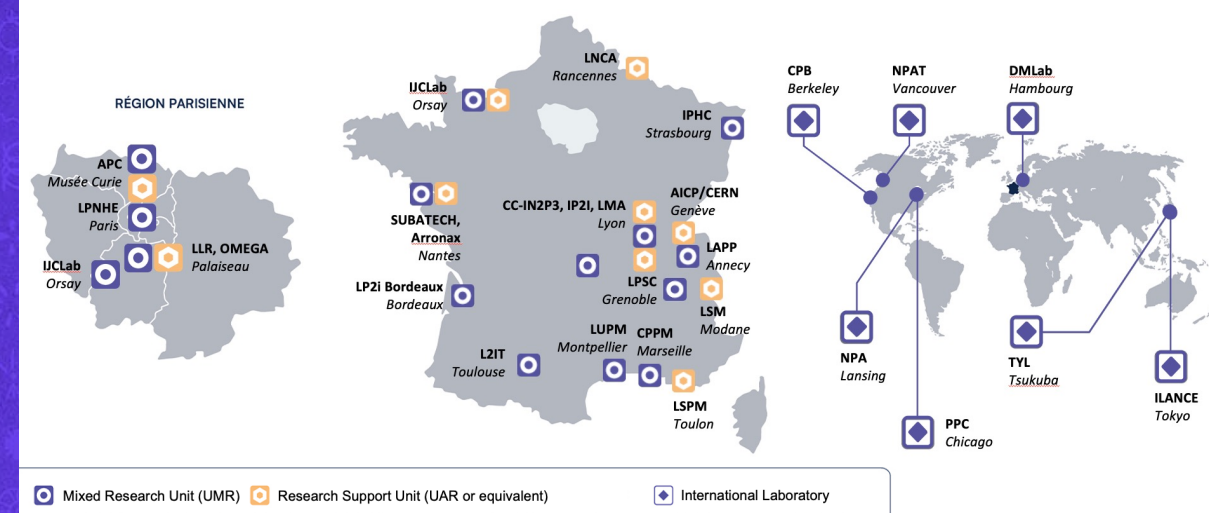 RÉGION PARISIENNE
APC
Musée Curie
LPNHE
Paris
LLR, OMEGA
Palaiseau
IJCLab
Orsay
LNCA
Rancennes
IJCLab
Orsay
IPHC
Strasbourg
SUBATECH,
Arronax
Nantes
CC-IN2P3, IP2I, LMA
Lyon
AICP/CERN
Genève
LAPP
Annecy
LPSC
Grenoble
LSM
Modane
LP2i Bordeaux
Bordeaux
LUPM
Montpellier
CPPM
Marseille
L2IT
Toulouse
LSPM
Toulon
CPB
Berkeley
NPAT
Vancouver
DMLab
Hambourg
NPA
Lansing
TYL
Tsukuba
ILANCE
Tokyo
PPC
Chicago
Mixed Research Unit (UMR)
Research Support Unit (UAR or equivalent)
International Laboratory